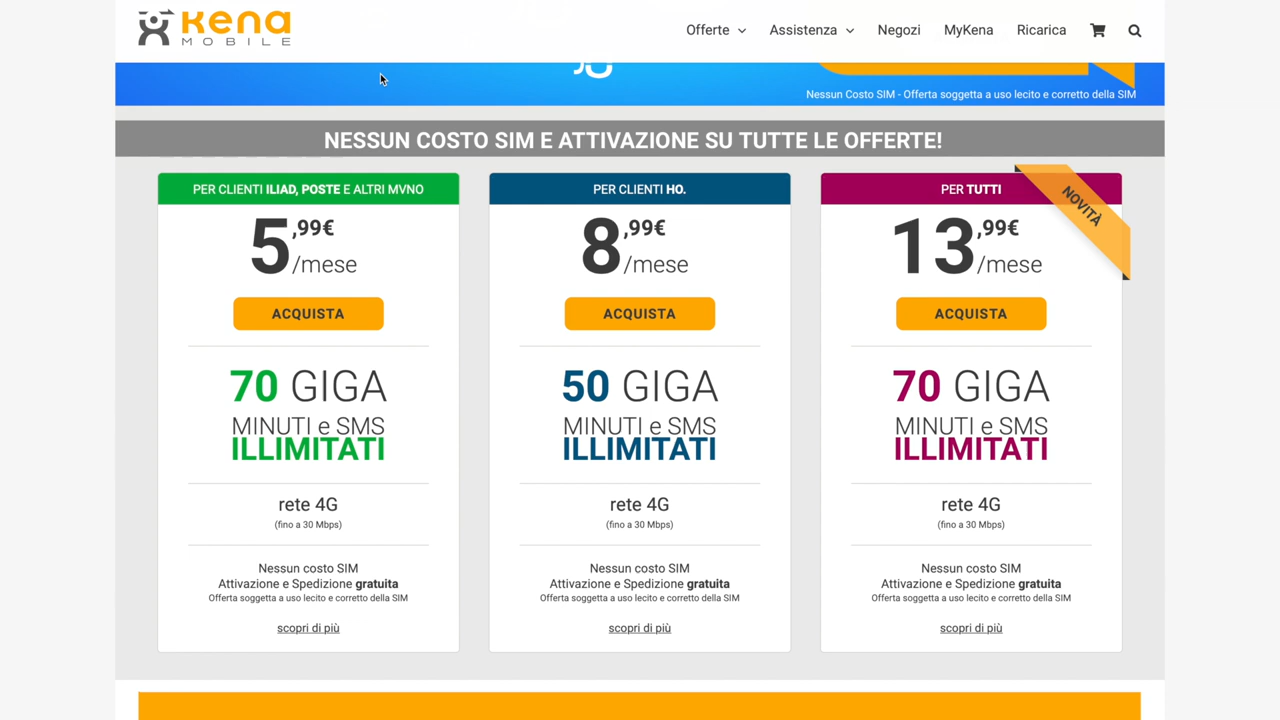 kena
MOBILE
Offerte
Assistenza
Negozi
MyKena
Ricarica
Nessun Costo SIM - Offerta soggetta a uso lecito e corretto della SIM
NESSUN COSTO SIM E ATTIVAZIONE SU TUTTE LE OFFERTE!
PER CLIENTI ILIAD, POSTE E ALTRI MVNO
5,99€
/mese
ACQUISTA
70 GIGA
MINUTI e SMS
ILLIMITATI
rete 4G
(fino a 30 Mbps)
Nessun costo SIM
Attivazione e Spedizione gratuita
Offerta soggetta a uso lecito e corretto della SIM
scopri di più
PER CLIENTI HO.
8,99€
/mese
ACQUISTA
50 GIGA
MINUTI e SMS
ILLIMITATI
rete 4G
(fino a 30 Mbps)
Nessun costo SIM
Attivazione e Spedizione gratuita
Offerta soggetta a uso lecito e corretto della SIM
scopri di più
PER TUTTI
NOVITÀ
13,99€
/mese
ACQUISTA
70 GIGA
MINUTI e SMS
ILLIMITATI
rete 4G
(fino a 30 Mbps)
Nessun costo SIM
Attivazione e Spedizione gratuita
Offerta soggetta a uso lecito e corretto della SIM
scopri di più